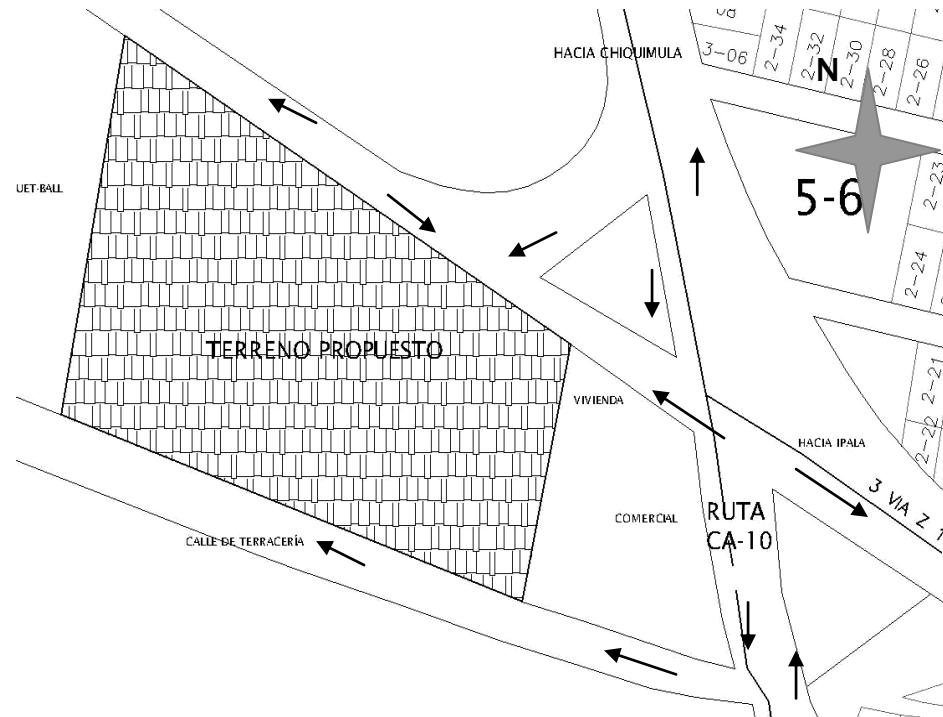 08
3-06
2-34
2-32
2-30
2-28
2-26
HACIA CHIQUIMULA
N
UET-BALL
5-6
2-23
2-24
TERRENO PROPUESTO
2-21
2-22
VIVIENDA
HACIA IPALA
3 VIA Z 1
COMERCIAL
RUTA
CA-10
CALLE DE TERRACERÍA